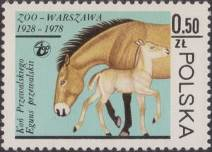 ZOO - WARSZAWA
1928 - 1978
0,50
ZŁ
Koń Przewalskiego
Equus przewalskii
POLSKA